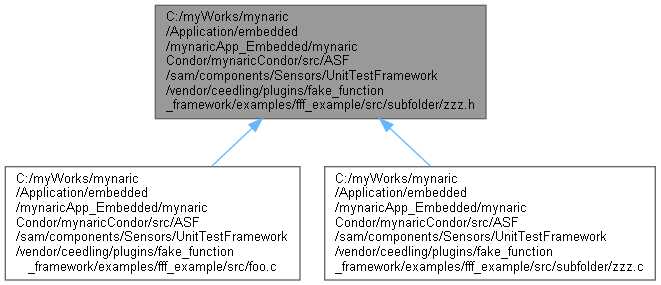 C:/myWorks/mynaric
/Application/embedded
/mynaricApp_Embedded/mynaric
Condor/mynaricCondor/src/ASF
/sam/components/Sensors/UnitTestFramework
/vendor/ceedling/plugins/fake_function
_framework/examples/fff_example/src/subfolder/zzz.h
C:/myWorks/mynaric
/Application/embedded
/mynaricApp_Embedded/mynaric
Condor/mynaricCondor/src/ASF
/sam/components/Sensors/UnitTestFramework
/vendor/ceedling/plugins/fake_function
_framework/examples/fff_example/src/foo.c
C:/myWorks/mynaric
/Application/embedded
/mynaricApp_Embedded/mynaric
Condor/mynaricCondor/src/ASF
/sam/components/Sensors/UnitTestFramework
/vendor/ceedling/plugins/fake_function
_framework/examples/fff_example/src/subfolder/zzz.c